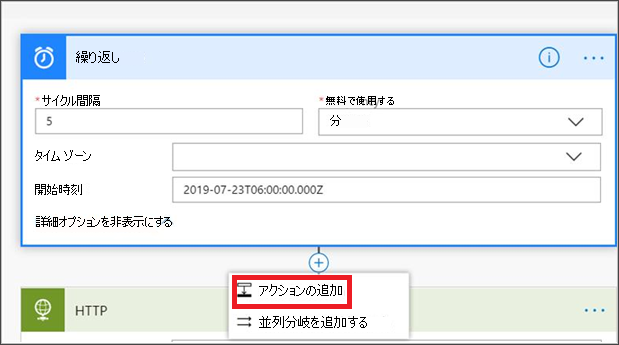 繰り返し
*サイクル間隔
*無料で使用する
5
分
タイム ゾーン
開始時刻
2019-07-23T06:00:00.000Z
詳細オプションを非表示にする
アクションの追加
HTTP
並列分岐を追加する